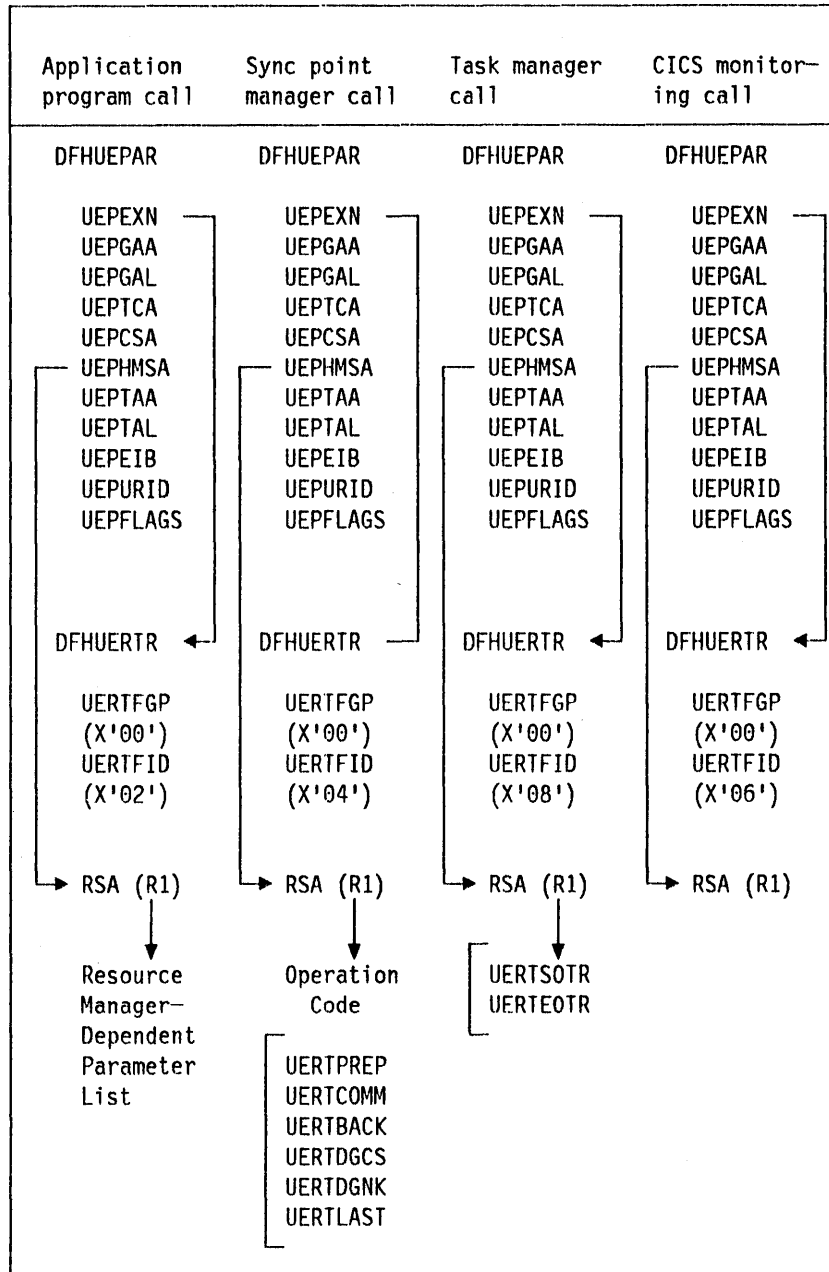 Application Sync point Task manager CICS monitor-
program call manager call call ing call
DFHUEPAR DFHUEPAR DFHUEPAR DFHUEPAR
UEPEXN UEPEXN UEPEXN UEPEXN
UEPGAA UEPGAA UEPGAA UEPGAA
UEPGAL UEPGAL UEPGAL UEPGAL
UEPTCA UEPTCA UEPTCA UEPTCA
UEPCSA UEPCSA UEPCSA UEPCSA
UEPHMSA UEPHMSA UEPHMSA UEPHMSA
UEPTAA UEPTAA UEPTAA UEPTAA
UEPTAL UEPTAL UEPTAL UEPTAL
UEPEIB UEPEIB UEPEIB UEPEIB
UEPURID UEPURID UEPURID UEPURID
UEPFLAGS UEPFLAGS UEPFLAGS UEPFLAGS
DFHUERTR DFHUERTR DFHUERTR DFHUERTR
UERTFGP UERTFGP UERTFGP UERTFGP
(X'00') (X'00') (X'00') (X'00')
UERTFID UERTFID UERTFID UERTFID
(X'02') (X'04') (X'08') (X'06')
RSA (R1) RSA (R1) RSA (R1) RSA (R1)
Resource Operation UERTSOTR
Manager- Code UERTEOTR
Dependent
Parameter UERTPREP
List UERTCOMM
UERTBACK
UERTDGCS
UERTDGNK
UERTLAST